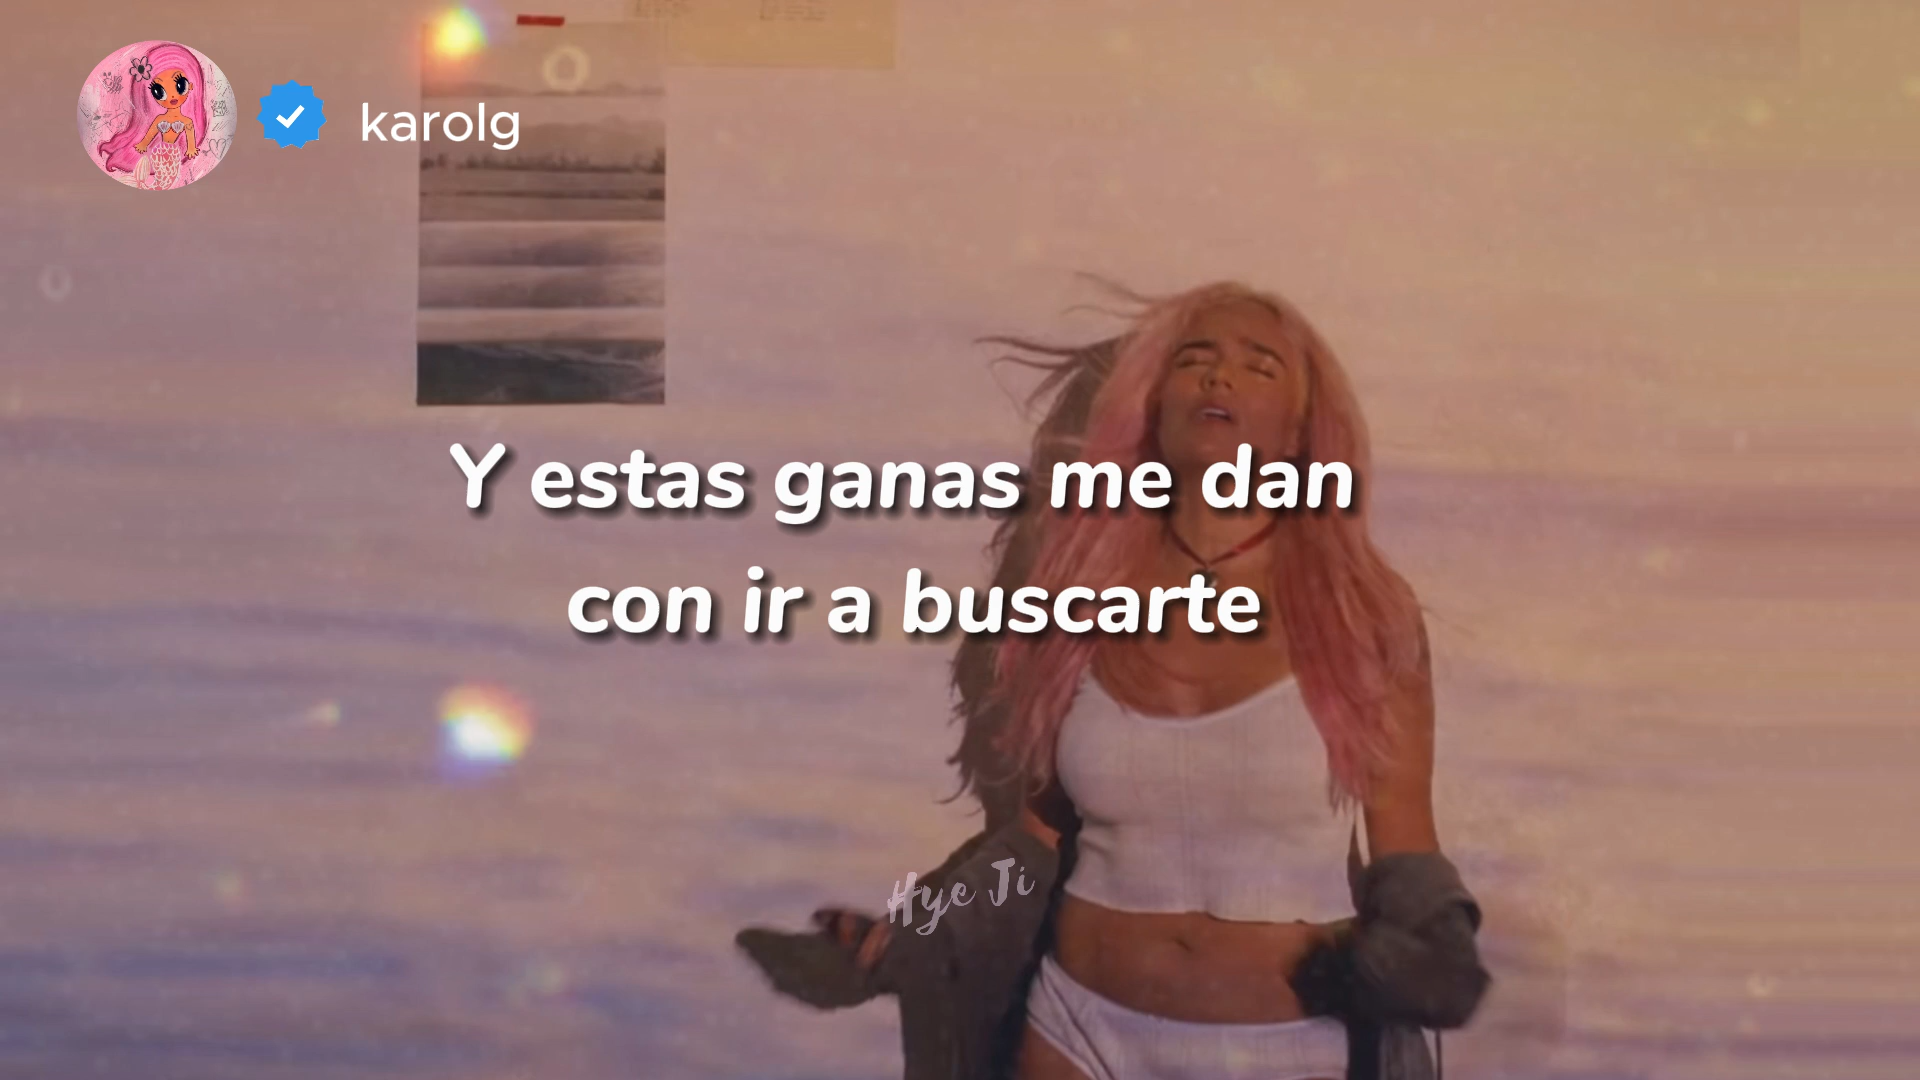 karolg
Y estas ganas me dan
con ir a buscarte
Hye Ji